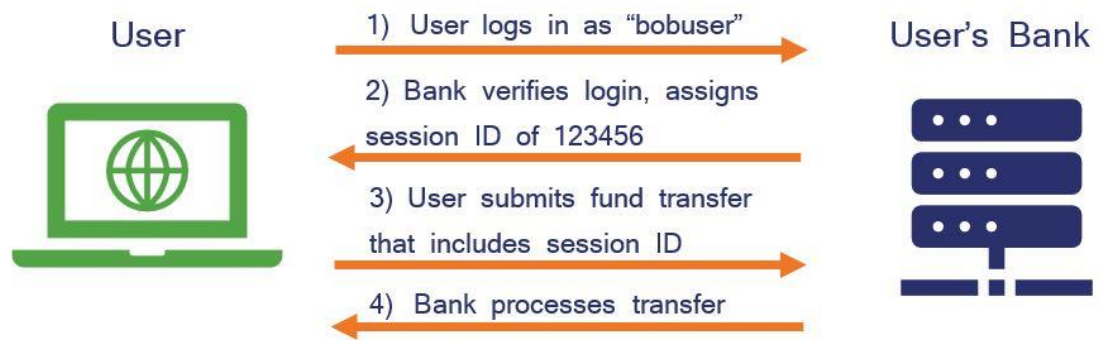 User
1) User logs in as “bobuser”
User's Bank
2) Bank verifies login, assigns
session ID of 123456
3) User submits fund transfer
that includes session ID
4) Bank processes transfer